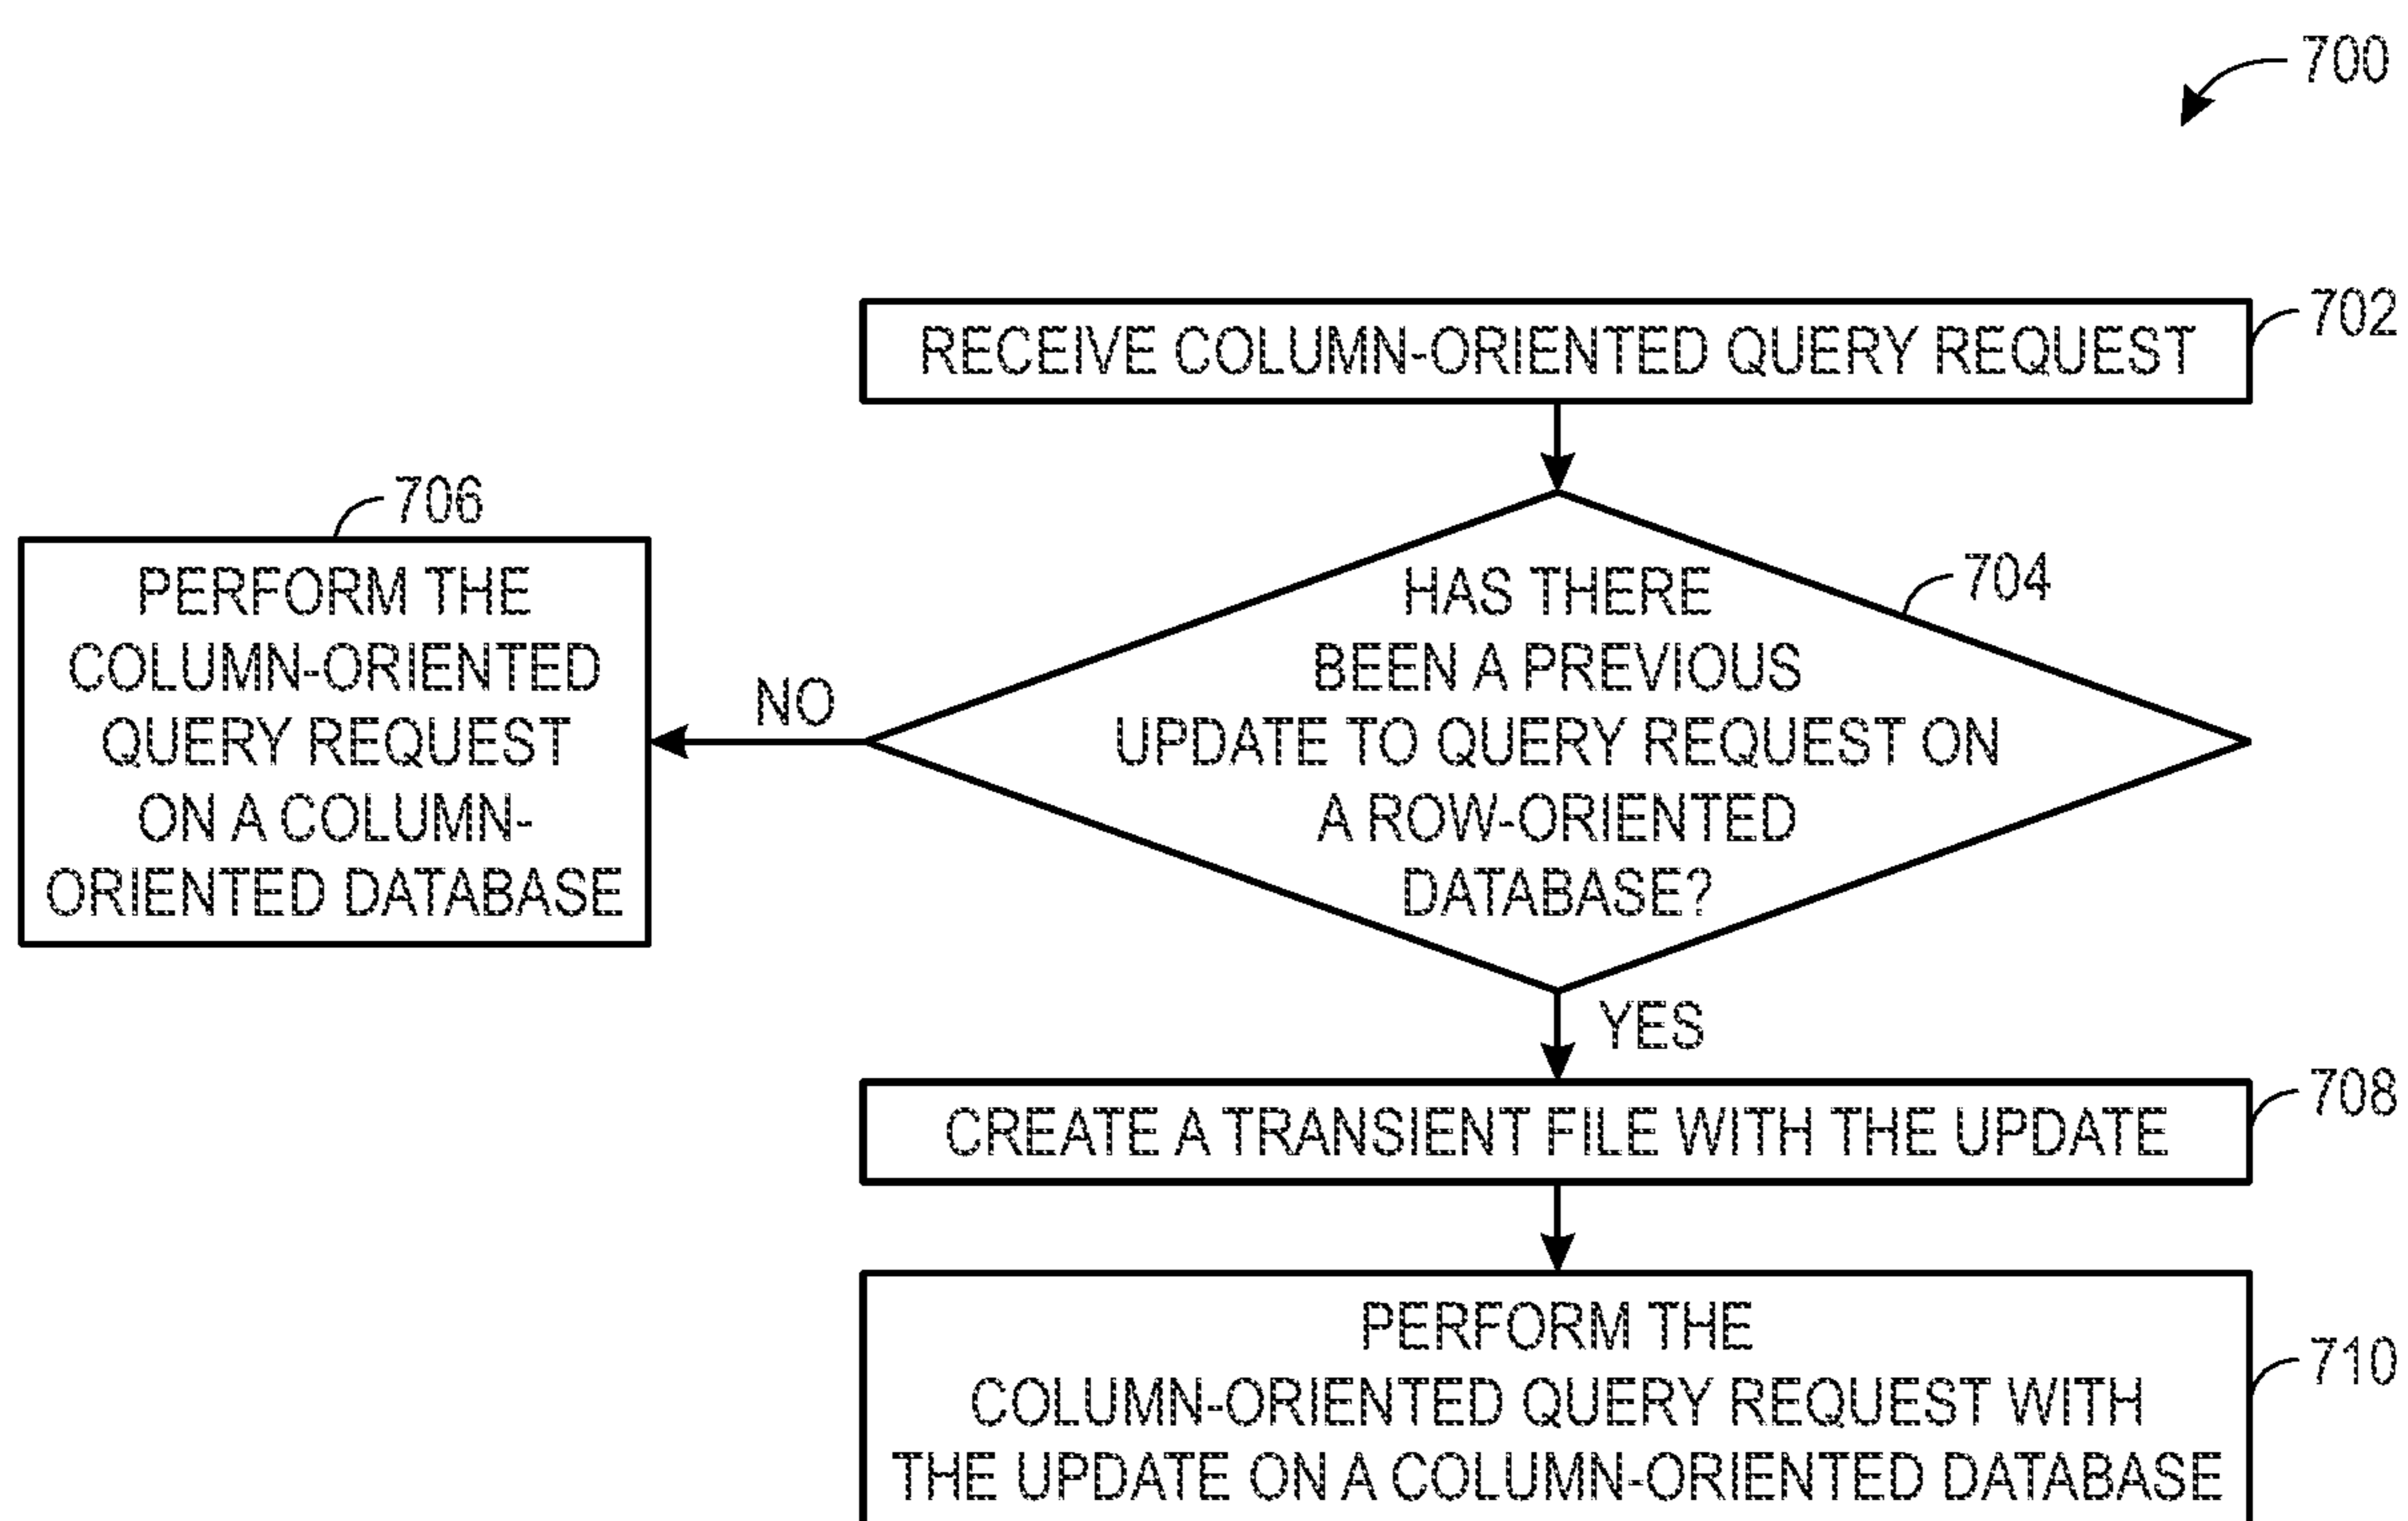 700
702
RECEIVE COLUMN-ORIENTED QUERY REQUEST
706
PERFORM THE
COLUMN-ORIENTED
QUERY REQUEST
ON A COLUMN-
ORIENTED DATABASE
NO
704
HAS THERE
BEEN A PREVIOUS
UPDATE TO QUERY REQUEST ON
A ROW-ORIENTED
DATABASE?
YES
708
CREATE A TRANSIENT FILE WITH THE UPDATE
710
PERFORM THE
COLUMN-ORIENTED QUERY REQUEST WITH
THE UPDATE ON A COLUMN-ORIENTED DATABASE